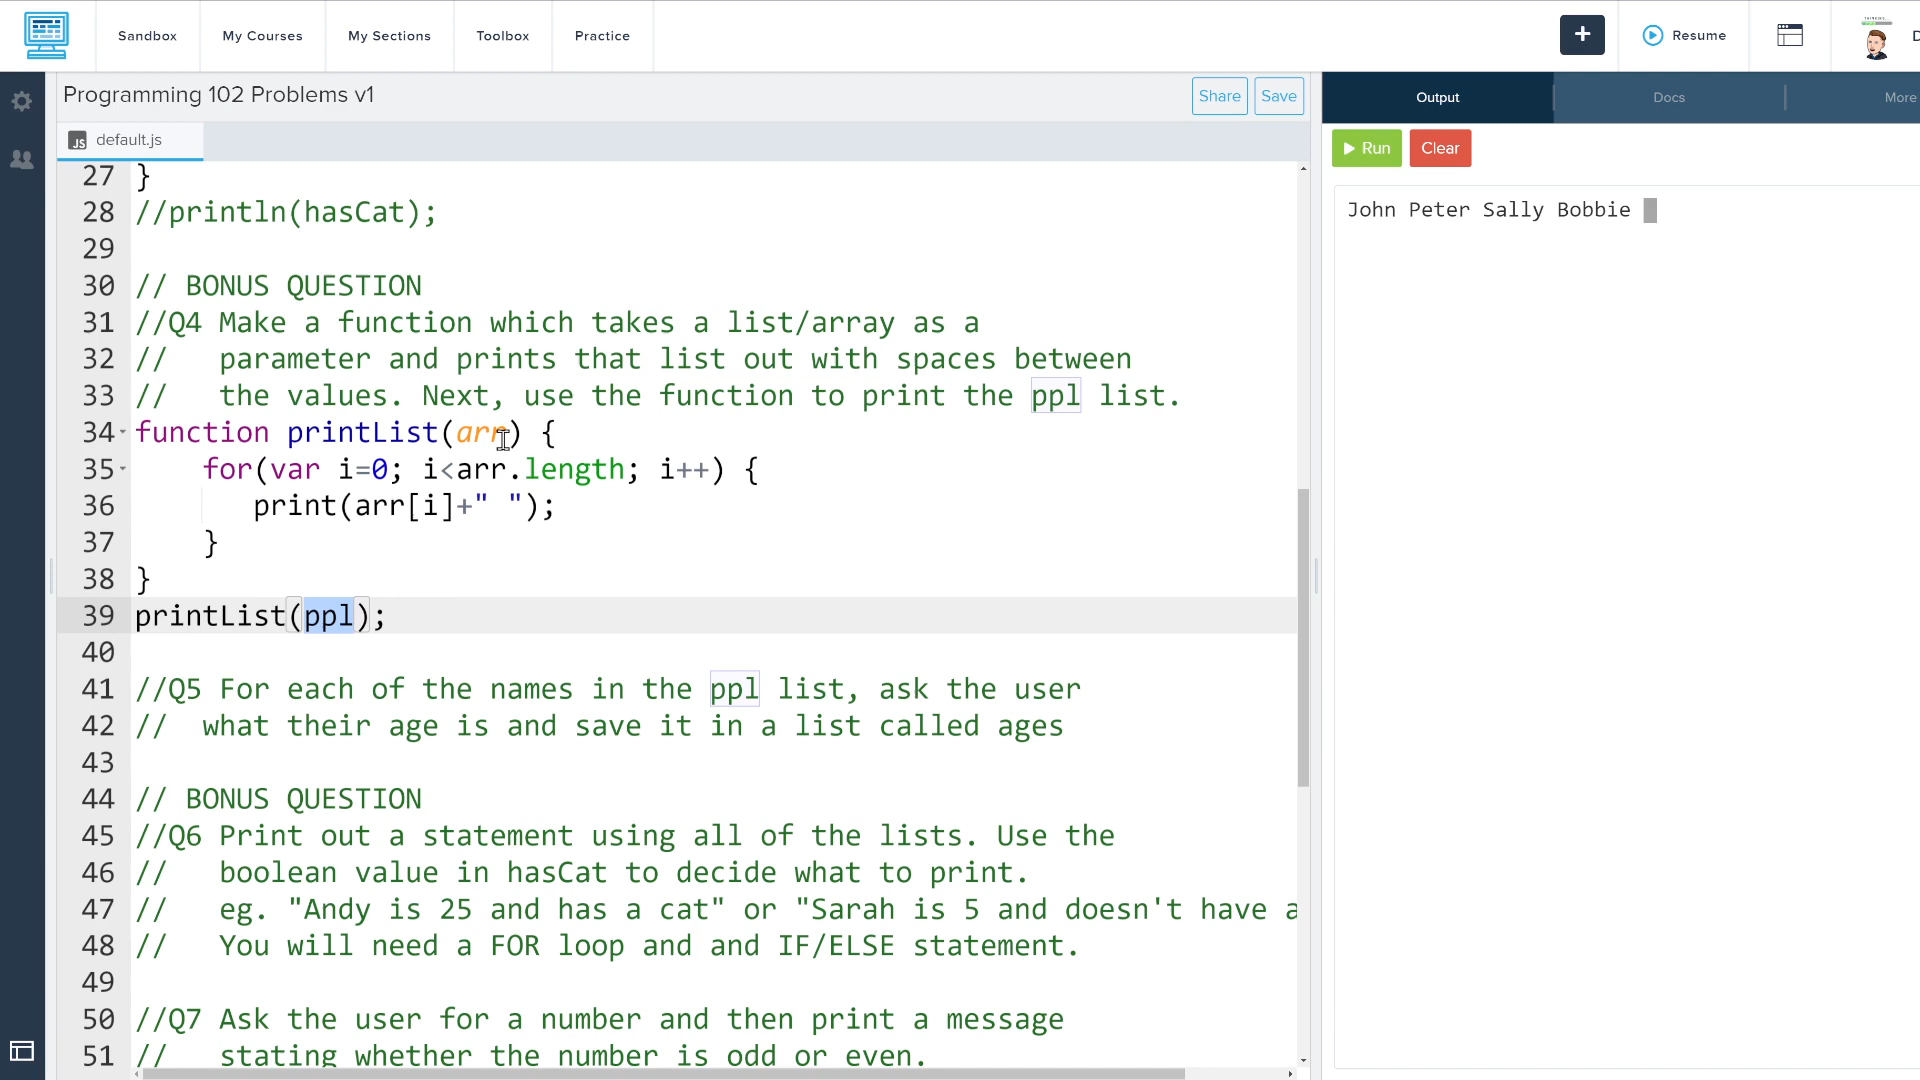 Sandbox
My Courses
My Sections
Toolbox
Practice
+
Resume
Programming 102 Problems v1
Share
Save
JS default.js
27 }
28 //println(hasCat);
29
30 // BONUS QUESTION
31 //Q4 Make a function which takes a list/array as a
32 //   parameter and prints that list out with spaces between
33 //   the values. Next, use the function to print the ppl list.
34 function printList(arr) {
35     for(var i=0; i<arr.length; i++) {
36        print(arr[i]+" ");
37     }
38 }
39 printList(ppl);
40
41 //Q5 For each of the names in the ppl list, ask the user
42 //  what their age is and save it in a list called ages
43
44 // BONUS QUESTION
45 //Q6 Print out a statement using all of the lists. Use the
46 //   boolean value in hasCat to decide what to print.
47 //   eg. "Andy is 25 and has a cat" or "Sarah is 5 and doesn't have a
48 //   You will need a FOR loop and and IF/ELSE statement.
49
50 //Q7 Ask the user for a number and then print a message
51 //   stating whether the number is odd or even.
Output
Docs
More
Run
Clear
John Peter Sally Bobbie